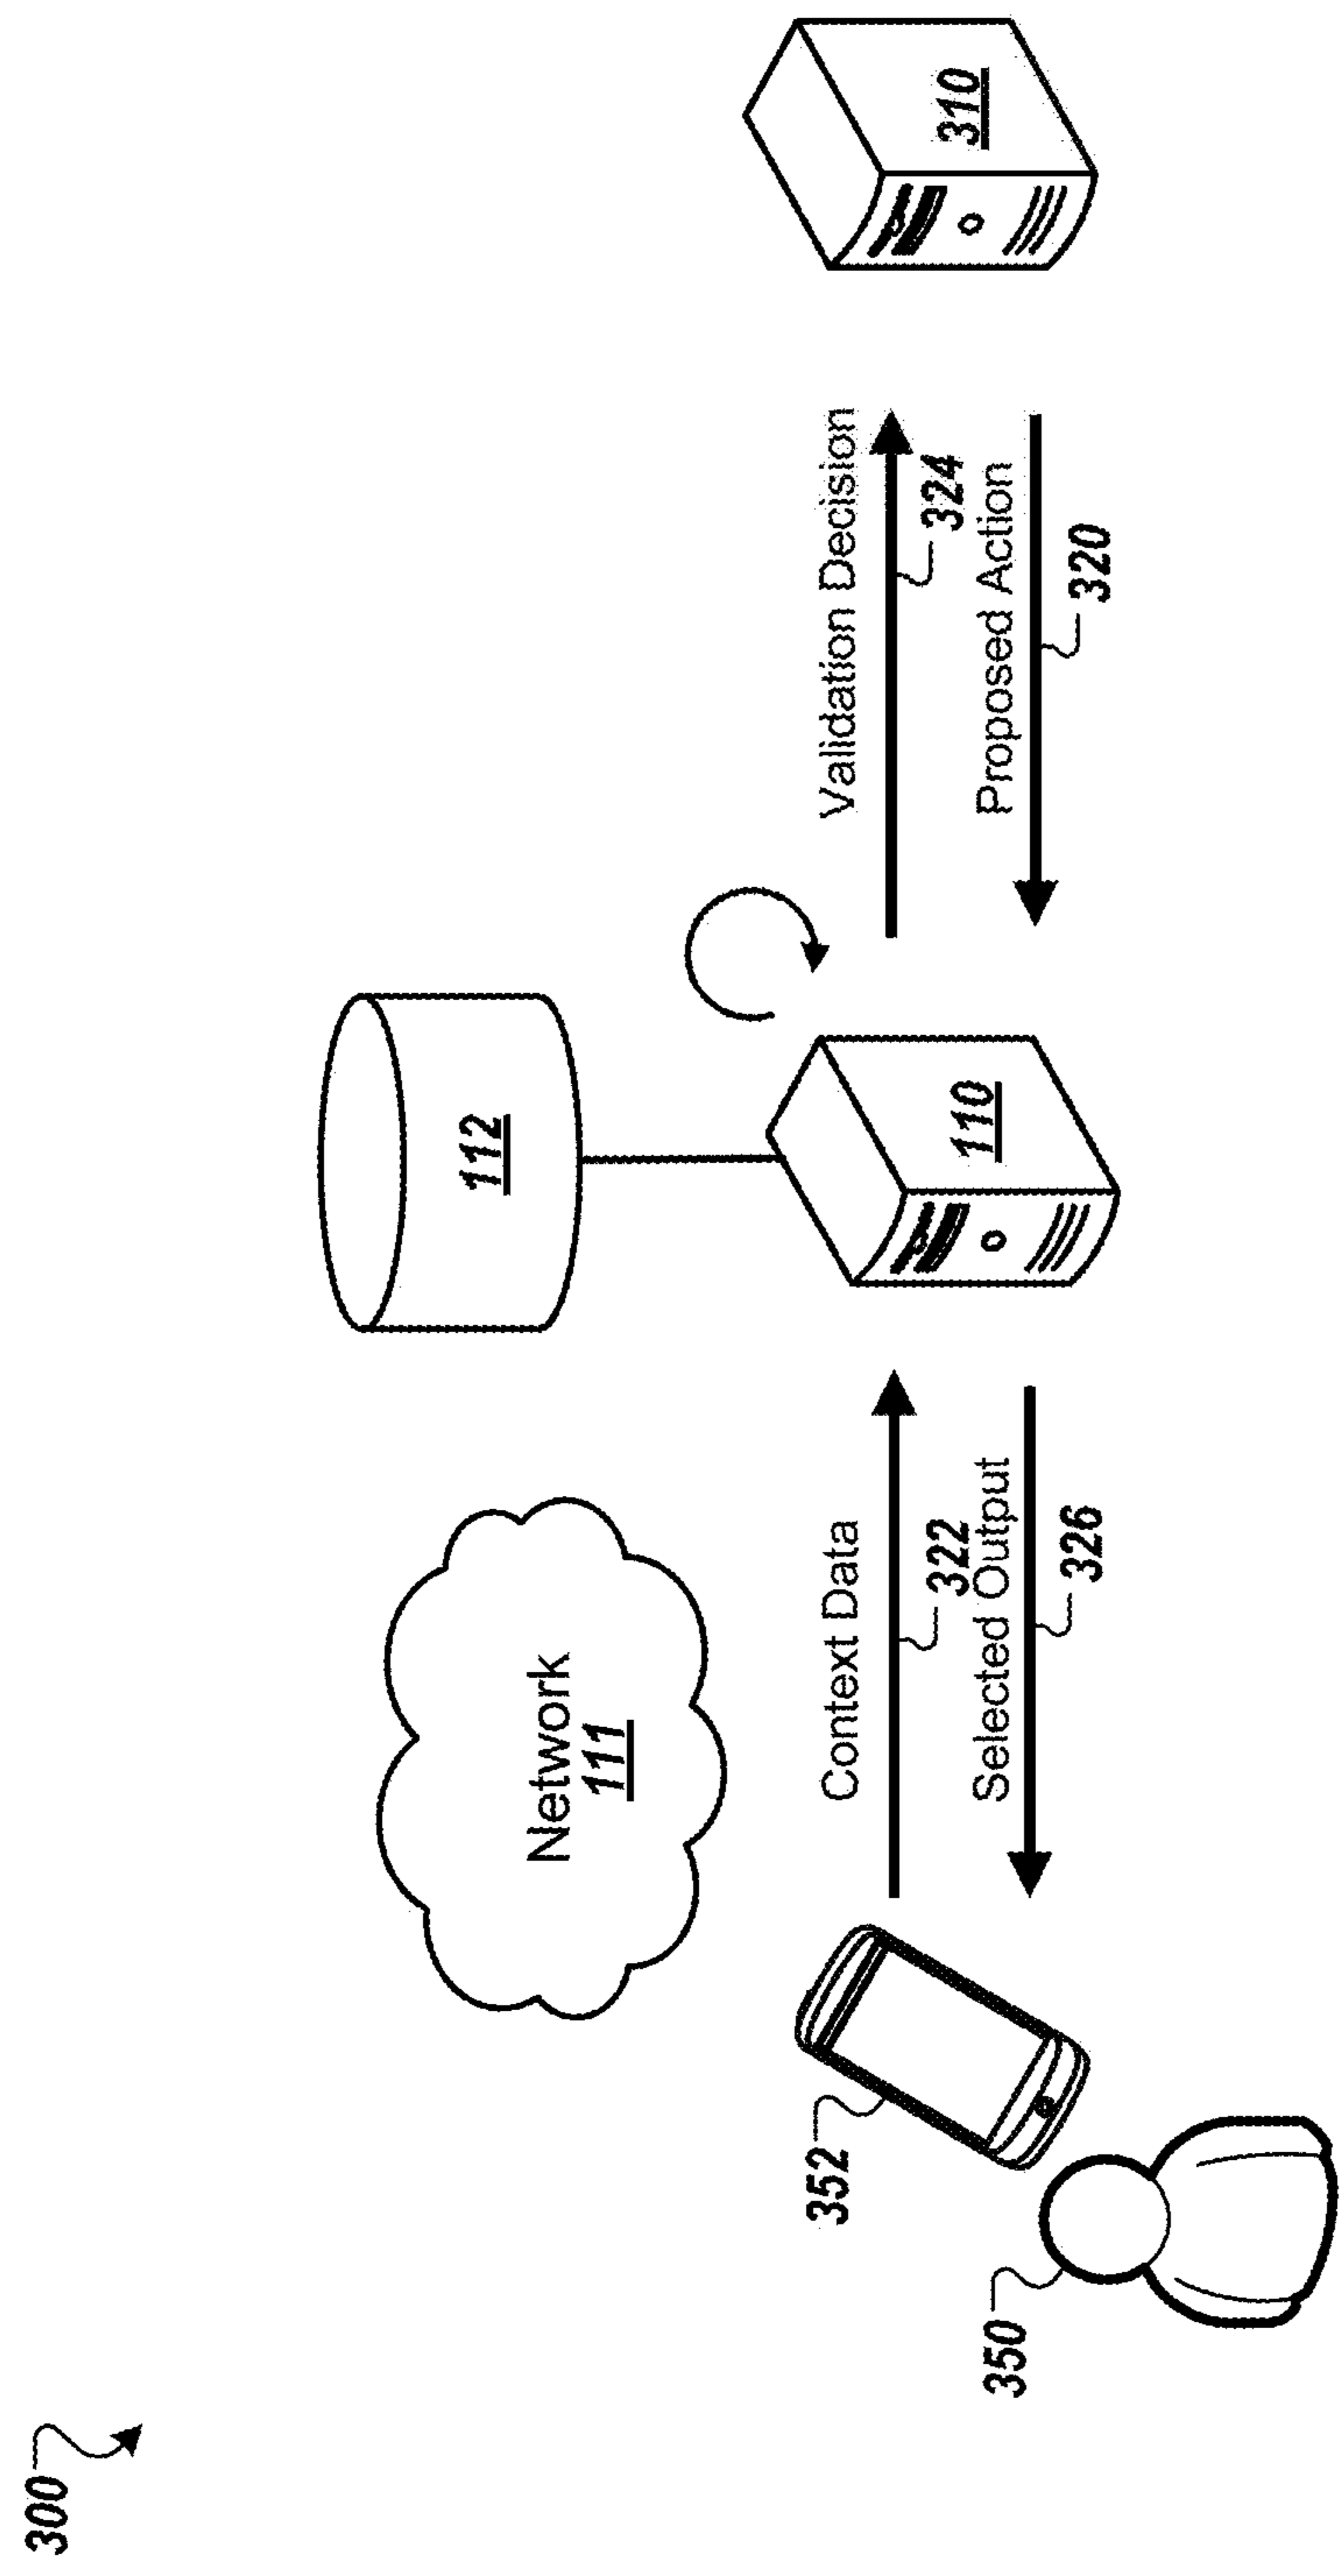 300
Network
111
112
Context Data
322
Selected Output
326
Validation Decision
324
Proposed Action
320
352
350
110
310